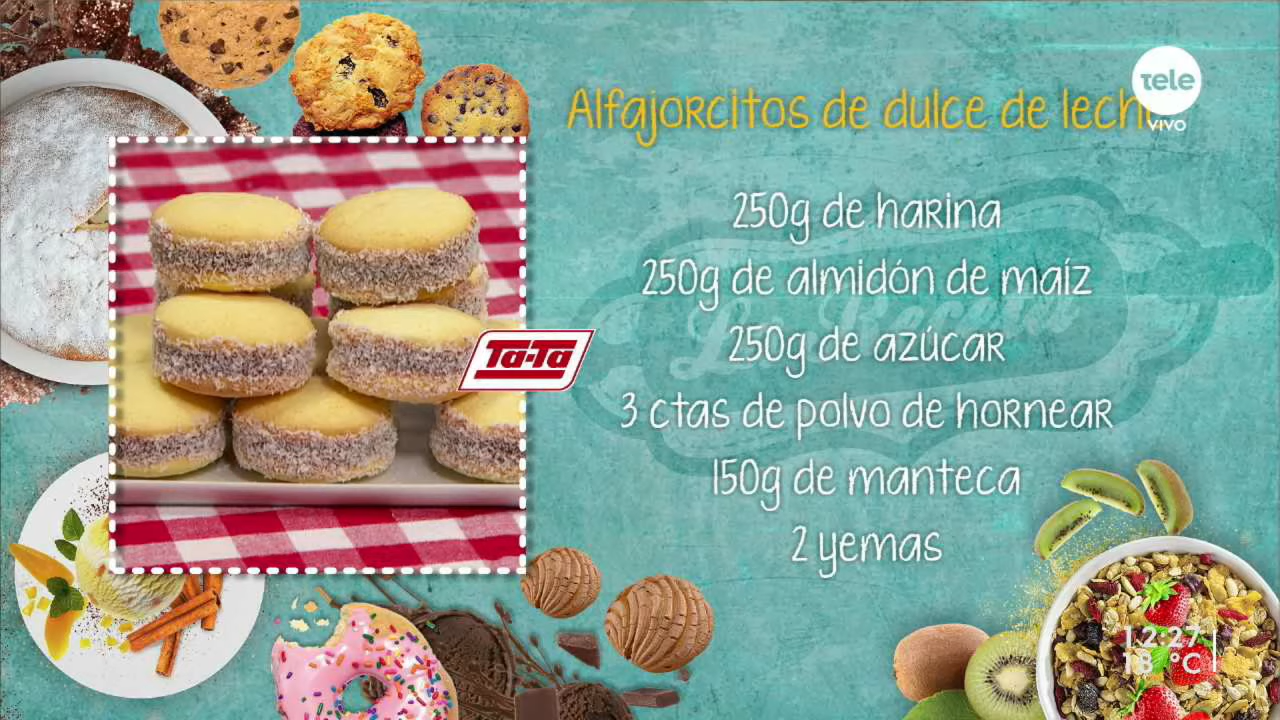 Alfajorcitos de dulce de lech
tele
VIVO
250g de harina
250g de almidón de maíz
250g de azúcar
Ta-Ta
3 ctas de polvo de hornear
150g de manteca
2 yemas
12:27
18 °C